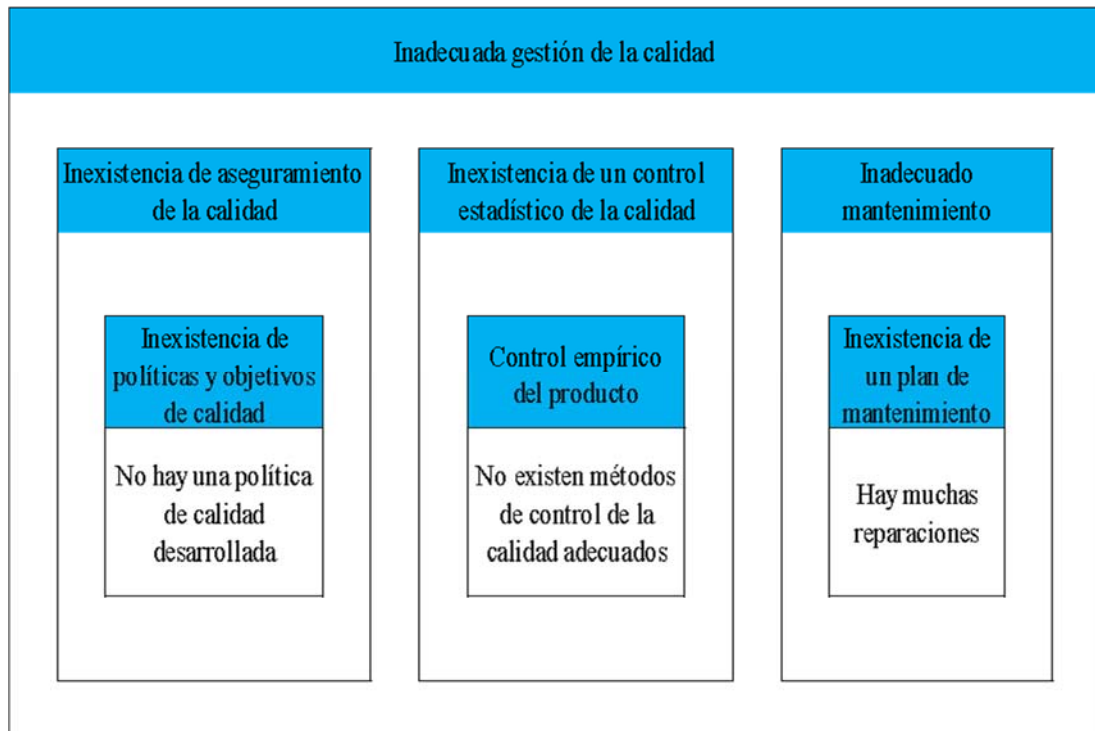 Inadecuada gestión de la calidad
Inexistencia de aseguramiento
de la calidad
Inexistencia de
políticas y objetivos
de calidad
No hay una política
de calidad
desarrollada
Inexistencia de un control
estadístico de la calidad
Control empírico
del producto
No existen métodos
de control de la
calidad adecuados
Inadecuado
mantenimiento
Inexistencia de
un plan de
mantenimiento
Hay muchas
reparaciones